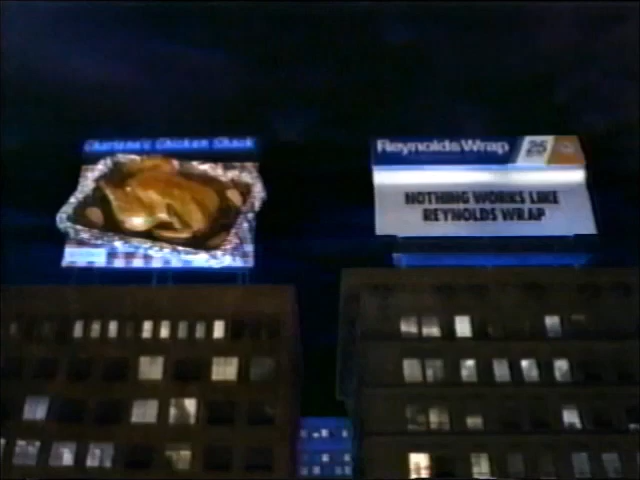 Charlene's Chicken Shack
Reynolds Wrap
25
NOTHING WORKS LIKE
REYNOLDS WRAP